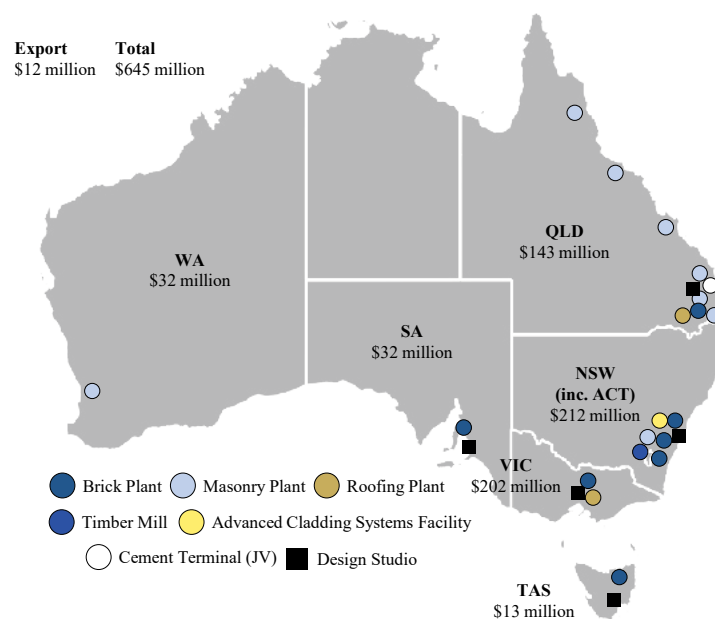 Export Total
$12 million $645 million
QLD
$143 million
WA
$32 million
SA
$32 million
NSW
(inc. ACT)
$212 million
VIC
$202 million
Brick Plant Masonry Plant Roofing Plant
Timber Mill Advanced Cladding Systems Facility
Cement Terminal (JV) Design Studio
TAS
$13 million